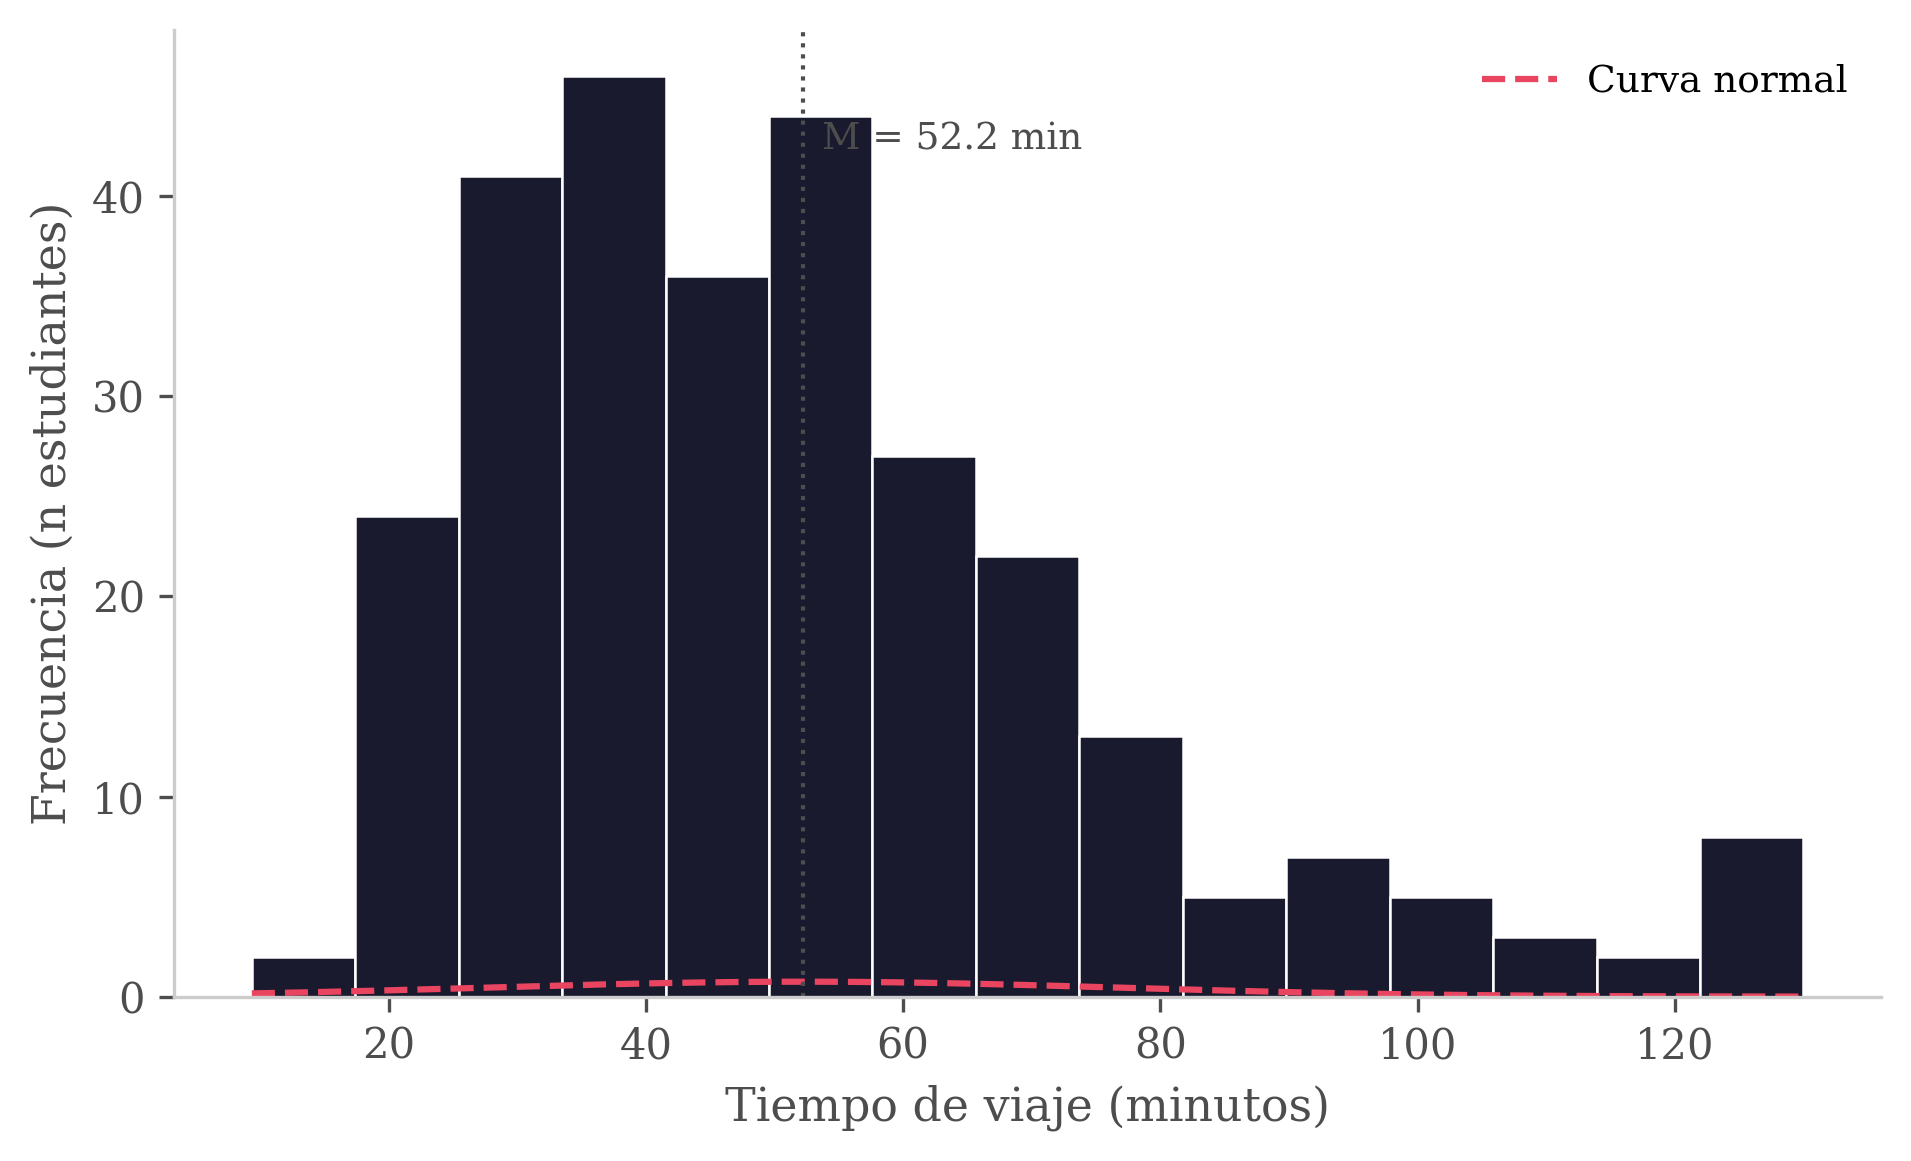 Curva normal
M = 52.2 min
Frecuencia (n estudiantes)
40
30
20
10
0
20 40 60 80 100 120
Tiempo de viaje (minutos)